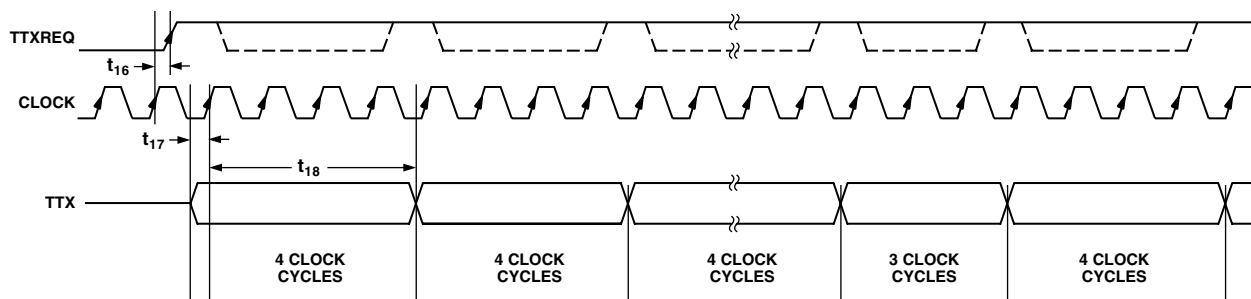 TTXREQ
t16
CLOCK
t17
t18
TTX
4 CLOCK
CYCLES
4 CLOCK
CYCLES
4 CLOCK
CYCLES
3 CLOCK
CYCLES
4 CLOCK
CYCLES